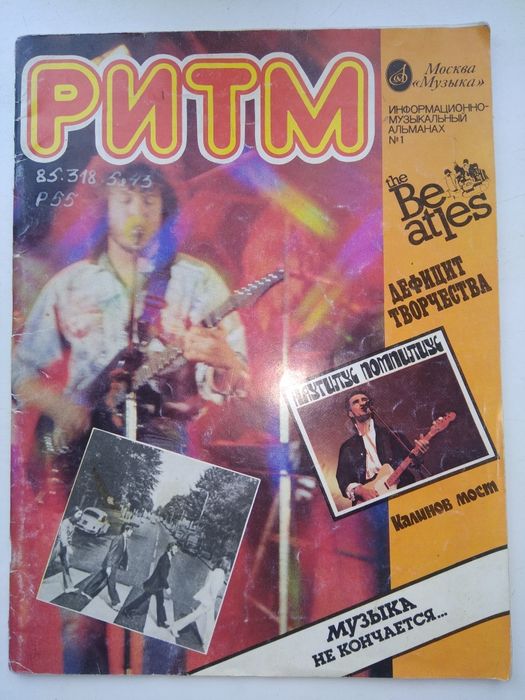 РИТМ
Москва
«Музыка»
ИНФОРМАЦИОННО-
МУЗЫКАЛЬНЫЙ
АЛЬМАНАХ
№1
85.318.5я43
Р55
the
Beatles
ДЕФИЦИТ
ТВОРЧЕСТВА
НАУТИЛУС ПОМПИЛИУС
Калинов мост
МУЗЫКА
НЕ КОНЧАЕТСЯ...